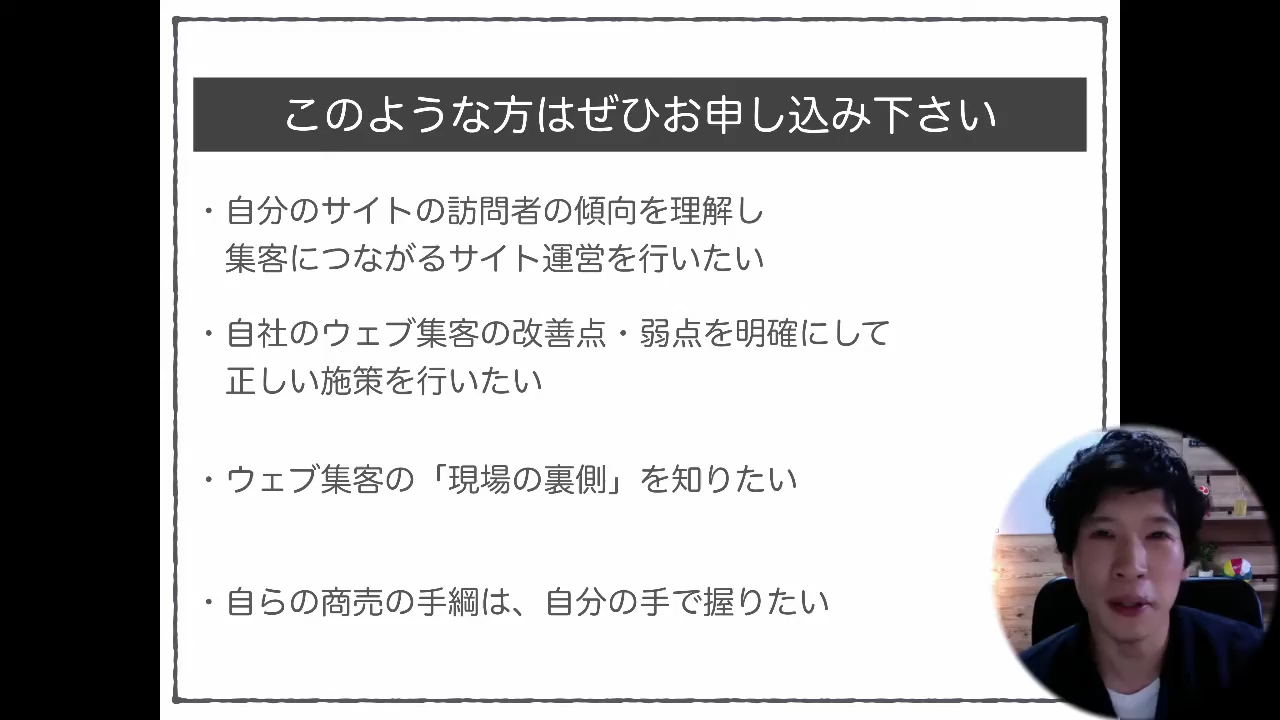 このような方はぜひお申し込み下さい
・自分のサイトの訪問者の傾向を理解し
集客につながるサイト運営を行いたい
・自社のウェブ集客の改善点・弱点を明確にして
正しい施策を行いたい
・ウェブ集客の「現場の裏側」を知りたい
・自らの商売の手綱は、自分の手で握りたい